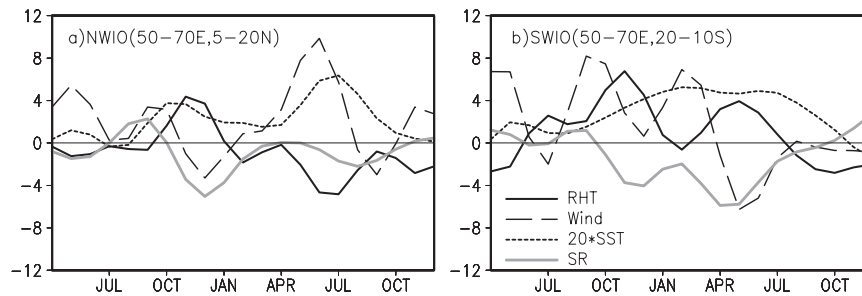 a)NWIO(50−70E,5−20N)
12
8
4
0
−4
−8
−12
JUL OCT JAN APR JUL OCT
b)SWIO(50−70E,20−10S)
12
8
4
0
−4
−8
−12
RHT
Wind
20*SST
SR
JUL OCT JAN APR JUL OCT